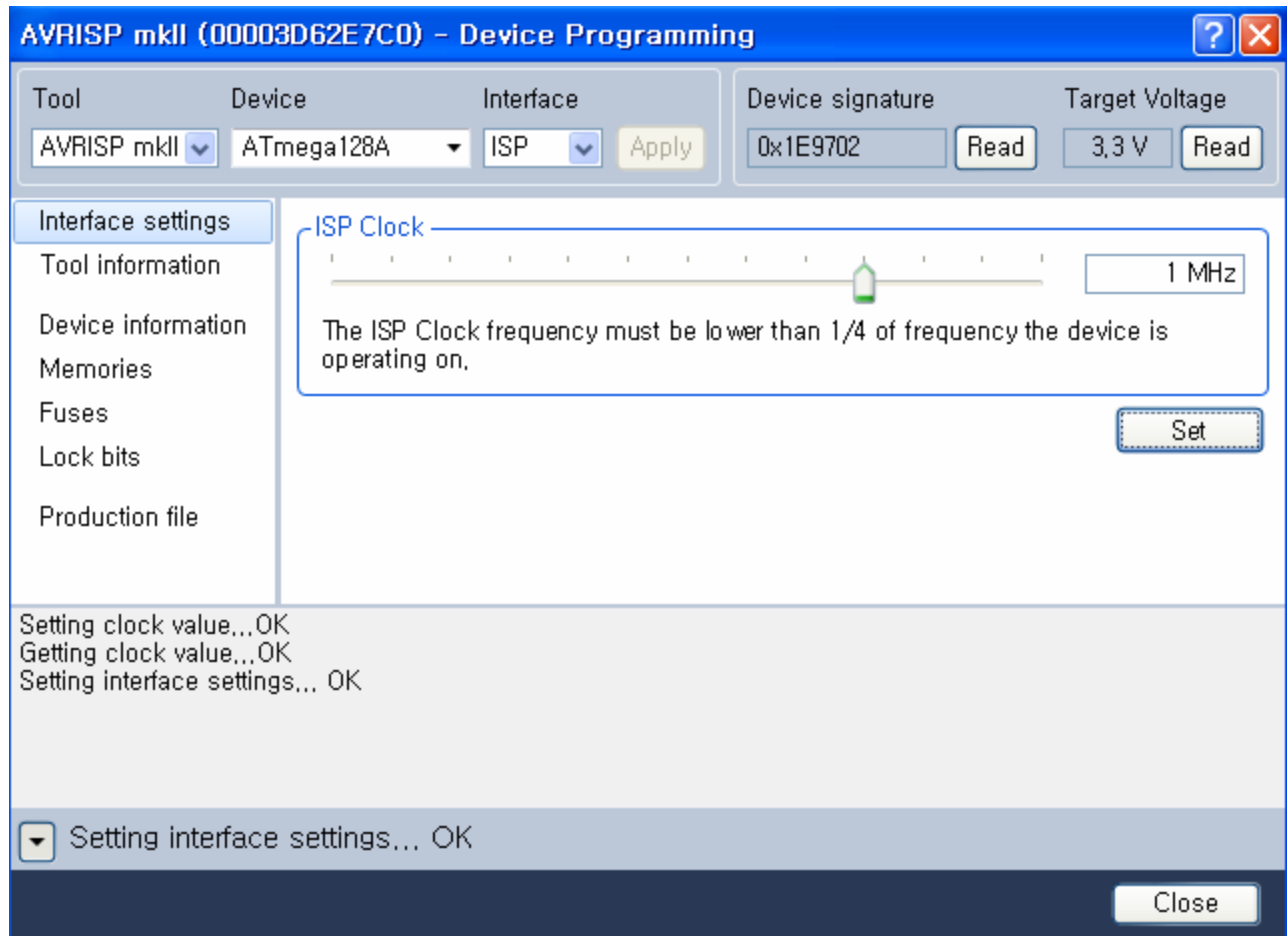 AVRISP mkII (00003D62E7C0) - Device Programming
Tool Device Interface Device signature Target Voltage
AVRISP mkII ATmega128A ISP Apply 0x1E9702 Read 3,3 V Read
Interface settings
Tool information
Device information
Memories
Fuses
Lock bits
Production file
ISP Clock
1 MHz
The ISP Clock frequency must be lower than 1/4 of frequency the device is
operating on,
Set
Setting clock value,,,OK
Getting clock value,,,OK
Setting interface settings,,, OK
Setting interface settings,,, OK
Close